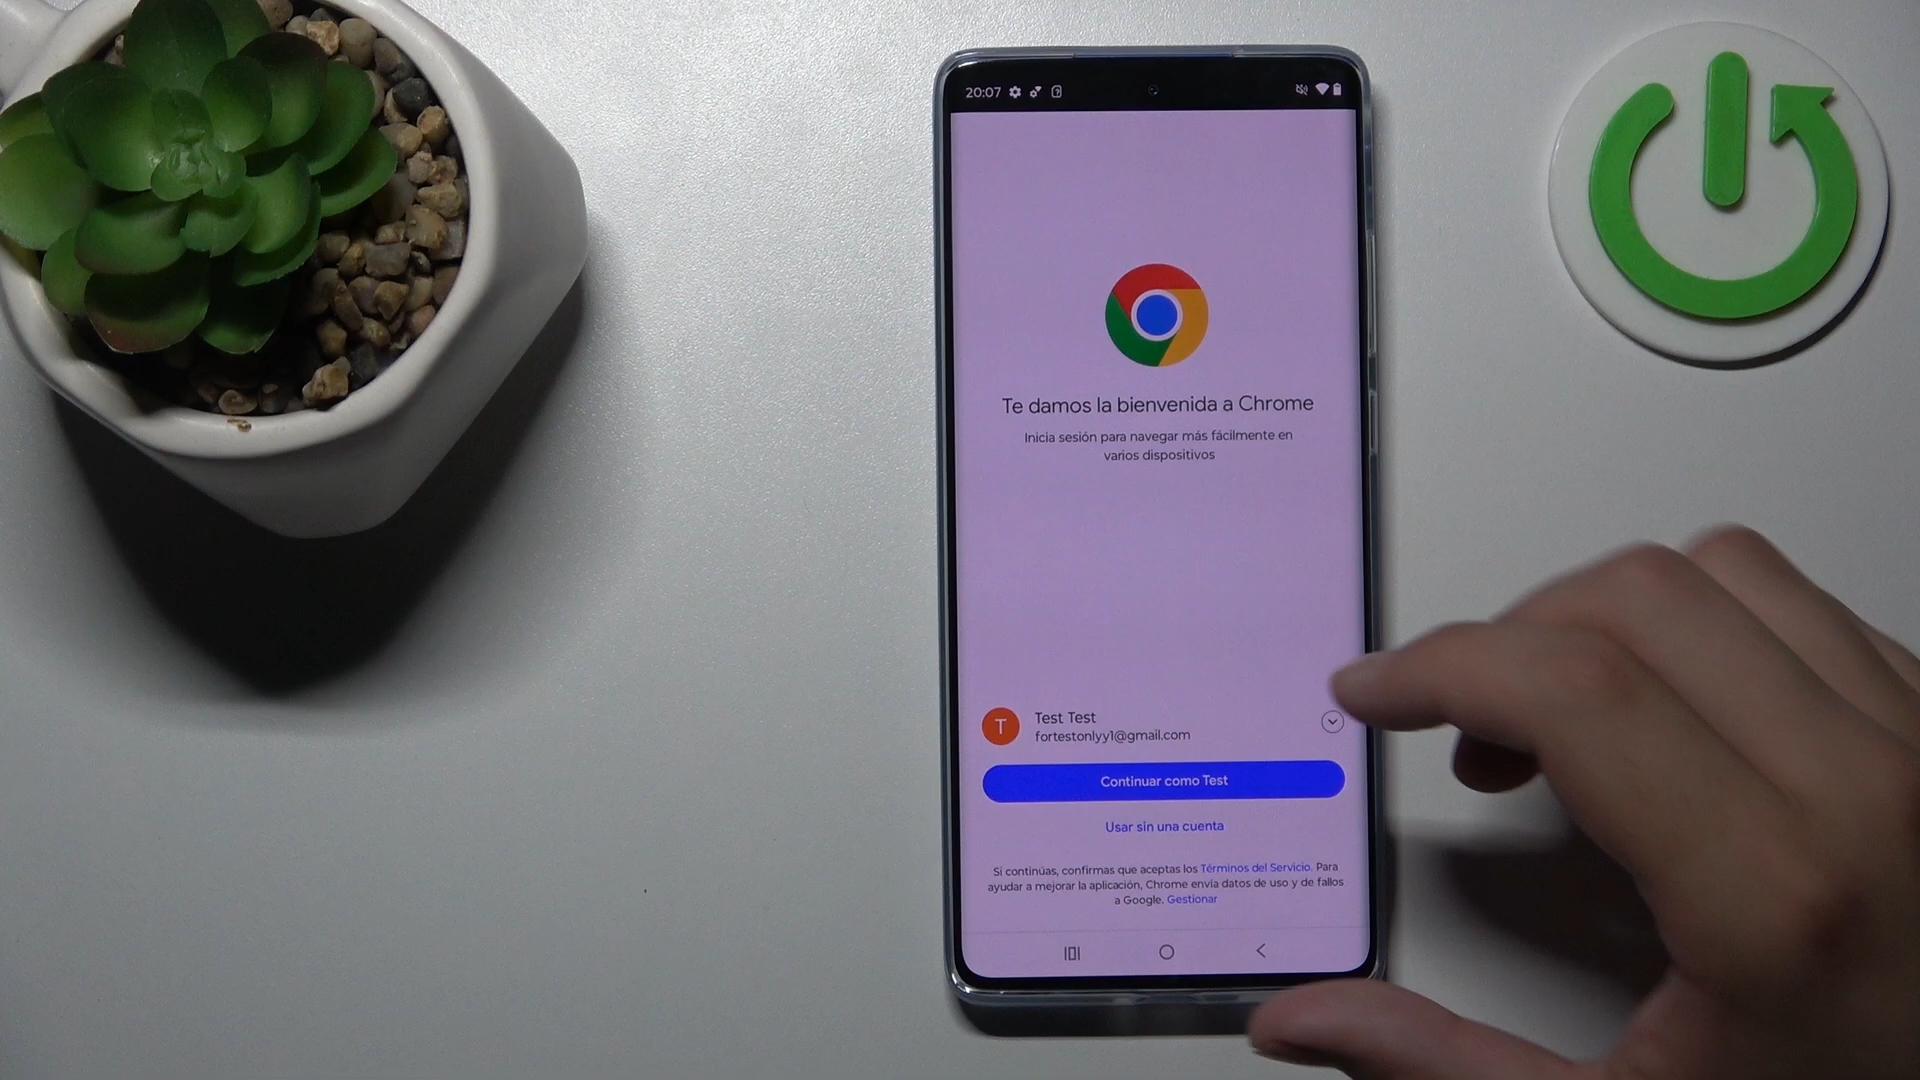 20:07
Te damos la bienvenida a Chrome
Inicia sesión para navegar más fácilmente en
varios dispositivos
T
Test Test
fortestonlyy1@gmail.com
Continuar como Test
Usar sin una cuenta
Si continúas, confirmas que aceptas los Términos del Servicio. Para
ayudar a mejorar la aplicación, Chrome envía datos de uso y de fallos
a Google. Gestionar